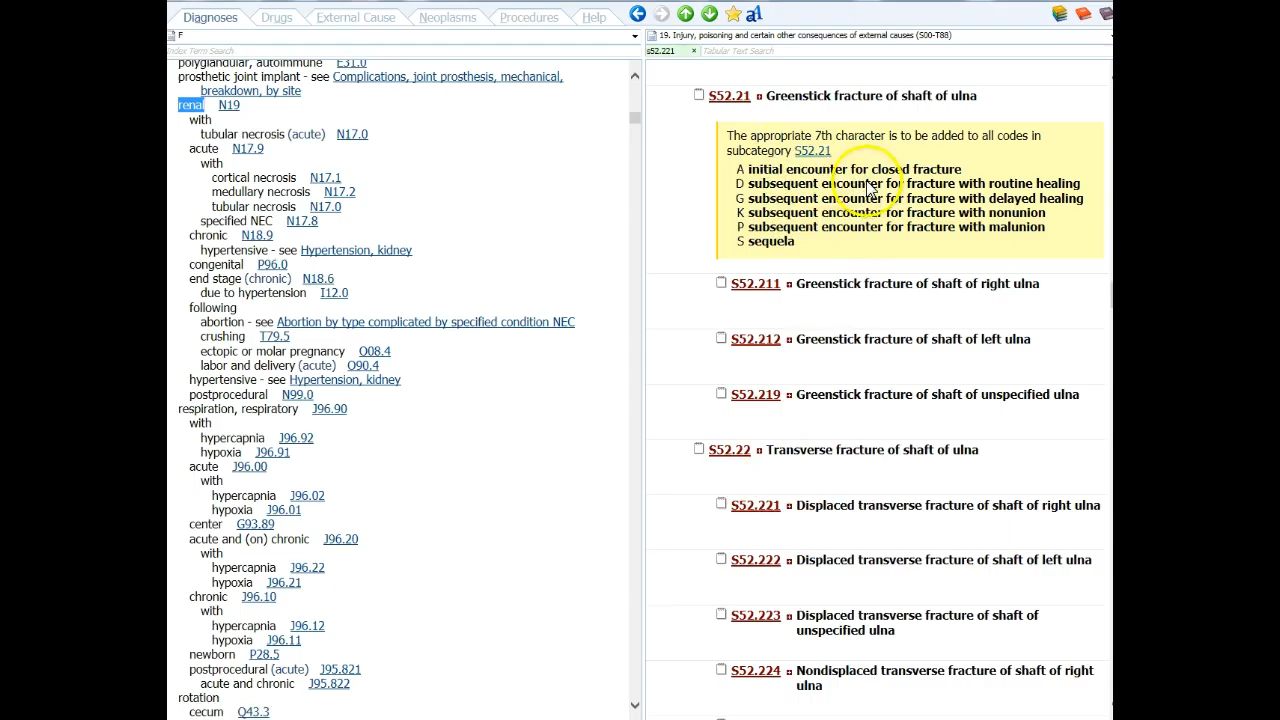 Diagnoses Drugs External Cause Neoplasms Procedures Help
F
Index Term Search
polyglandular, autoimmune E31.0
prosthetic joint implant - see Complications, joint prosthesis, mechanical,
breakdown, by site
renal N19
with
tubular necrosis (acute) N17.0
acute N17.9
with
cortical necrosis N17.1
medullary necrosis N17.2
tubular necrosis N17.0
specified NEC N17.8
chronic N18.9
hypertensive - see Hypertension, kidney
congenital P96.0
end stage (chronic) N18.6
due to hypertension I12.0
following
abortion - see Abortion by type complicated by specified condition NEC
crushing T79.5
ectopic or molar pregnancy O08.4
labor and delivery (acute) O90.4
hypertensive - see Hypertension, kidney
postprocedural N99.0
respiration, respiratory J96.90
with
hypercapnia J96.92
hypoxia J96.91
acute J96.00
with
hypercapnia J96.02
hypoxia J96.01
center G93.89
acute and (on) chronic J96.20
with
hypercapnia J96.22
hypoxia J96.21
chronic J96.10
with
hypercapnia J96.12
hypoxia J96.11
newborn P28.5
postprocedural (acute) J95.821
acute and chronic J95.822
rotation
cecum Q43.3
19. Injury, poisoning and certain other consequences of external causes (S00-T88)
s52.221 × Tabular Text Search
S52.21 Greenstick fracture of shaft of ulna
The appropriate 7th character is to be added to all codes in
subcategory S52.21
A initial encounter for closed fracture
D subsequent encounter for fracture with routine healing
G subsequent encounter for fracture with delayed healing
K subsequent encounter for fracture with nonunion
P subsequent encounter for fracture with malunion
S sequela
S52.211 Greenstick fracture of shaft of right ulna
S52.212 Greenstick fracture of shaft of left ulna
S52.219 Greenstick fracture of shaft of unspecified ulna
S52.22 Transverse fracture of shaft of ulna
S52.221 Displaced transverse fracture of shaft of right ulna
S52.222 Displaced transverse fracture of shaft of left ulna
S52.223 Displaced transverse fracture of shaft of
unspecified ulna
S52.224 Nondisplaced transverse fracture of shaft of right
ulna